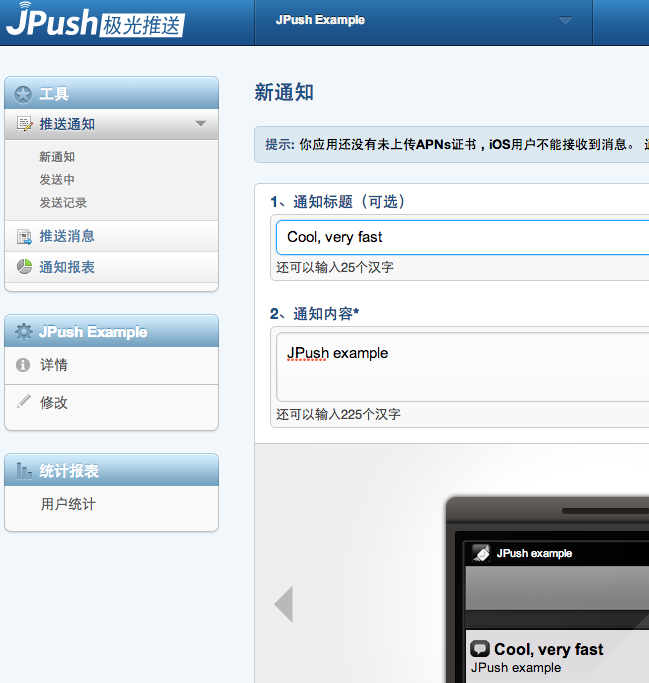 JPush极光推送
JPush Example
工具
推送通知
新通知
发送中
发送记录
推送消息
通知报表
JPush Example
详情
修改
统计报表
用户统计
新通知
提示: 你应用还没有未上传APNs证书，iOS用户不能接收到消息。
1、通知标题（可选）
Cool, very fast
还可以输入25个汉字
2、通知内容*
JPush example
还可以输入225个汉字
JPush example
Cool, very fast
JPush example